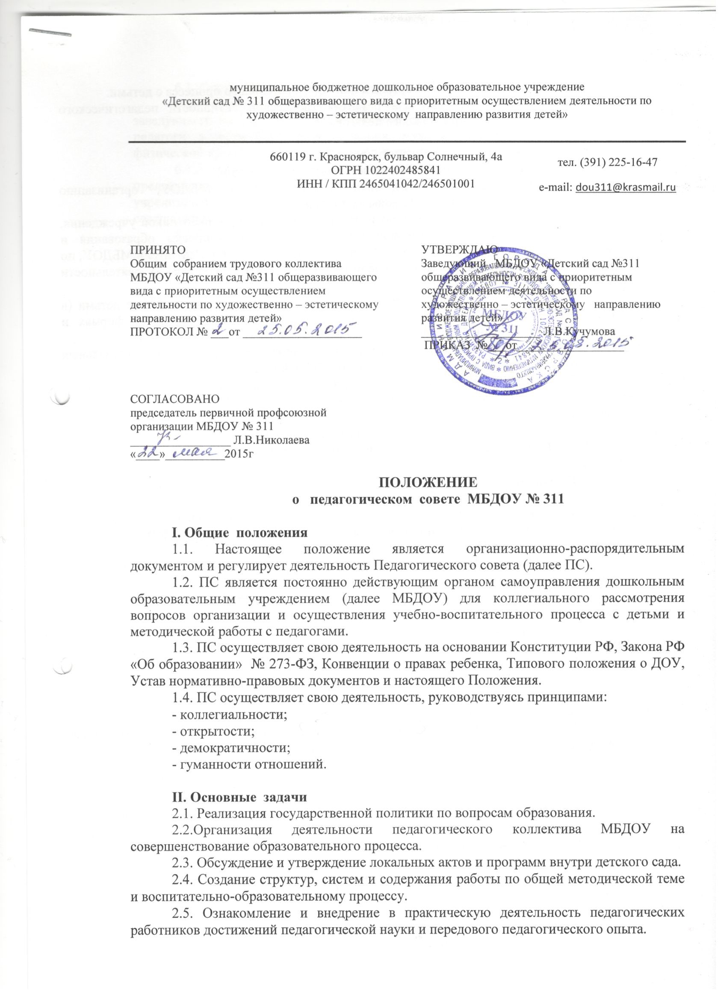 муниципальное бюджетное дошкольное образовательное учреждение
«Детский сад № 311 общеразвивающего вида с приоритетным осуществлением деятельности по
художественно – эстетическому направлению развития детей»
660119 г. Красноярск, бульвар Солнечный, 4а
ОГРН 1022402485841
ИНН / КПП 2465041042/246501001
тел. (391) 225-16-47
e-mail: dou311@krasmail.ru
ПРИНЯТО
Общим собранием трудового коллектива
МБДОУ «Детский сад №311 общеразвивающего
вида с приоритетным осуществлением
деятельности по художественно – эстетическому
направлению развития детей»
ПРОТОКОЛ № 2 от 25.05.2015
УТВЕРЖДАЮ
Заведующий МБДОУ «Детский сад №311
общеразвивающего вида с приоритетным
осуществлением деятельности по
художественно – эстетическому направлению
развития детей»
Л.В.Кучумова
ПРИКАЗ № от 25.05.2015
МБДОУ
№ 311
СОГЛАСОВАНО
председатель первичной профсоюзной
организации МБДОУ № 311
Л.В.Николаева
«22» мая 2015г
ПОЛОЖЕНИЕ
о педагогическом совете МБДОУ № 311
I. Общие положения
1.1. Настоящее положение является организационно-распорядительным
документом и регулирует деятельность Педагогического совета (далее ПС).
1.2. ПС является постоянно действующим органом самоуправления дошкольным
образовательным учреждением (далее МБДОУ) для коллегиального рассмотрения
вопросов организации и осуществления учебно-воспитательного процесса с детьми и
методической работы с педагогами.
1.3. ПС осуществляет свою деятельность на основании Конституции РФ, Закона РФ
«Об образовании» № 273-ФЗ, Конвенции о правах ребенка, Типового положения о ДОУ,
Устав нормативно-правовых документов и настоящего Положения.
1.4. ПС осуществляет свою деятельность, руководствуясь принципами:
- коллегиальности;
- открытости;
- демократичности;
- гуманности отношений.
II. Основные задачи
2.1. Реализация государственной политики по вопросам образования.
2.2.Организация деятельности педагогического коллектива МБДОУ на
совершенствование образовательного процесса.
2.3. Обсуждение и утверждение локальных актов и программ внутри детского сада.
2.4. Создание структур, систем и содержания работы по общей методической теме
и воспитательно-образовательному процессу.
2.5. Ознакомление и внедрение в практическую деятельность педагогических
работников достижений педагогической науки и передового педагогического опыта.